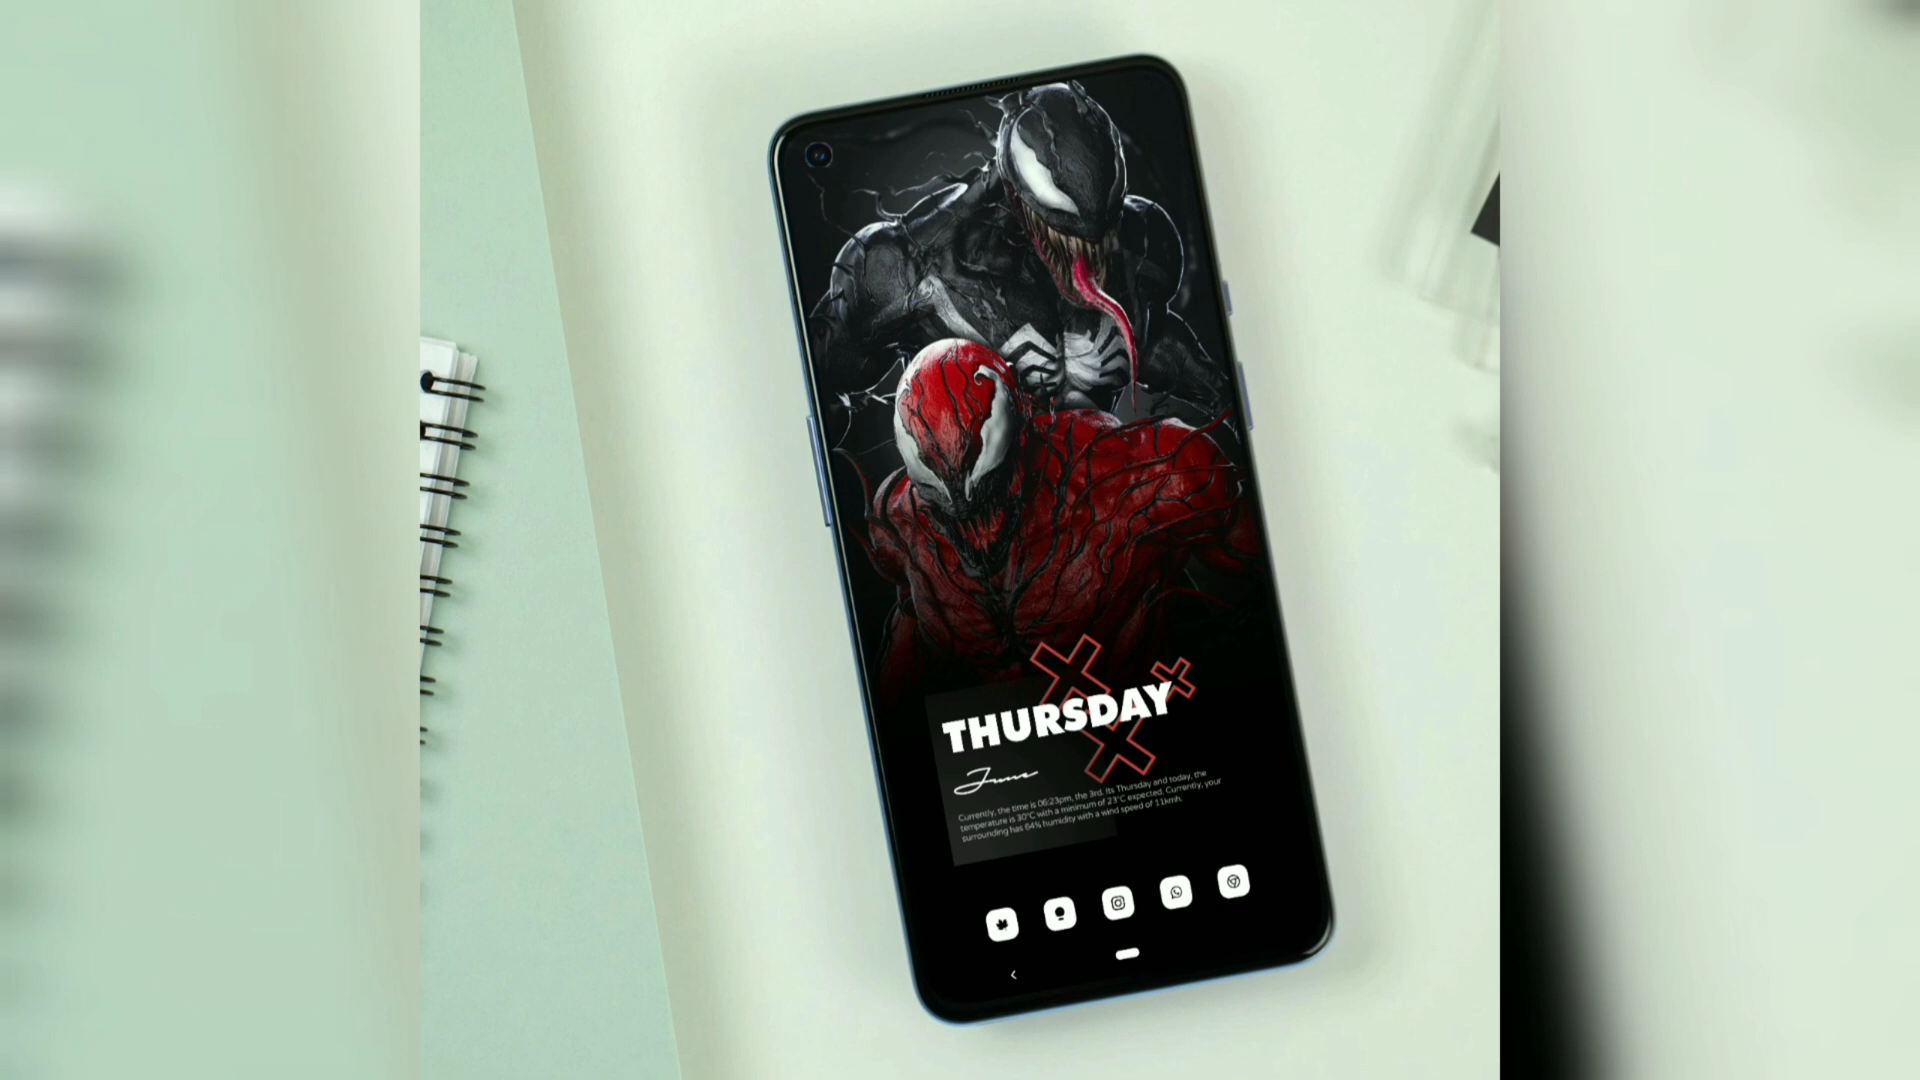 THURSDAY
June
Currently, the time is 06:23pm, the 3rd. Its Thursday and today, the
temperature is 30°C with a minimum of 23°C expected. Currently, your
surrounding has 64% humidity with a wind speed of 11kmh.